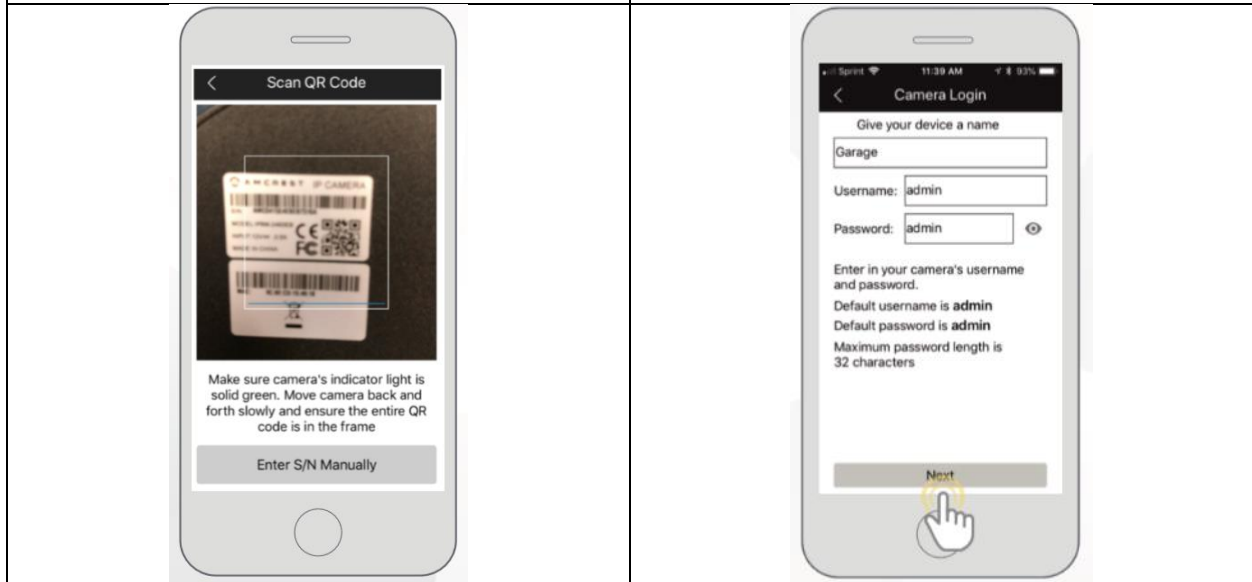 Scan QR Code
AMCREST IP CAMERA
Make sure camera's indicator light is
solid green. Move camera back and
forth slowly and ensure the entire QR
code is in the frame
Enter S/N Manually
Sprint 11:39 AM 93%
Camera Login
Give your device a name
Garage
Username: admin
Password: admin
Enter in your camera's username
and password.
Default username is admin
Default password is admin
Maximum password length is
32 characters
Next